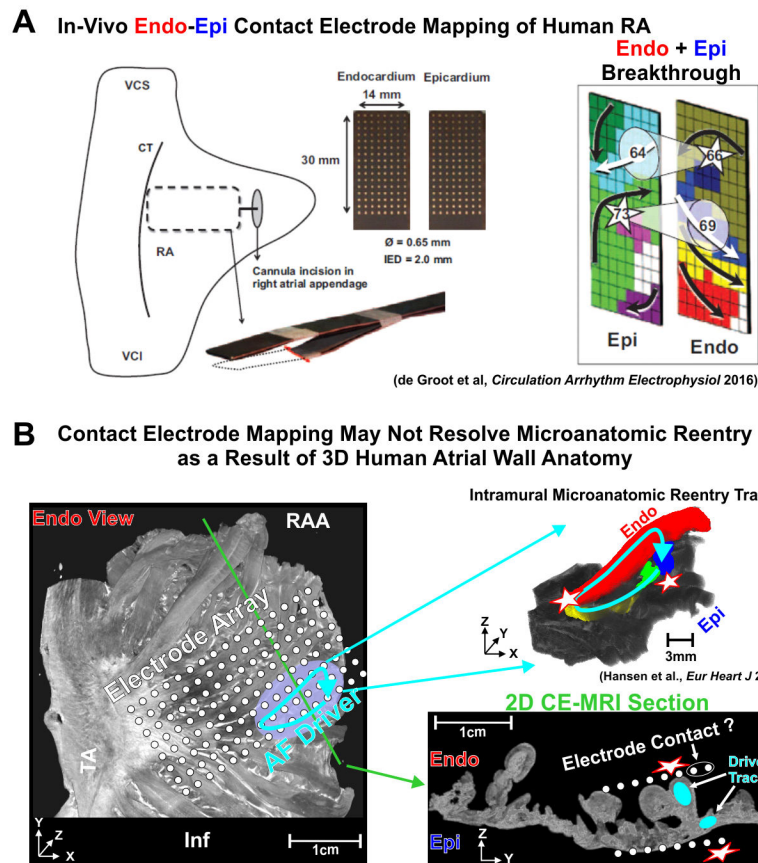 A In-Vivo Endo-Epi Contact Electrode Mapping of Human RA
VCS
CT
RA
VCI
Endocardium Epicardium
14 mm
30 mm
Ø = 0.65 mm
IED = 2.0 mm
Cannula incision in
right atrial appendage
Endo + Epi
Breakthrough
64
66
73
69
Epi Endo
(de Groot et al, Circulation Arrhythm Electrophysiol 2016)
B Contact Electrode Mapping May Not Resolve Microanatomic Reentry
as a Result of 3D Human Atrial Wall Anatomy
Endo View
RAA
Electrode Array
AF Driver
TA
Inf
Y
Z
X
1cm
Intramural Microanatomic Reentry Tra
Endo
Epi
Z
Y
X
3mm
(Hansen et al., Eur Heart J 2
2D CE-MRI Section
1cm
Electrode Contact ?
Endo
Drive
Trac
Epi
Z
Y